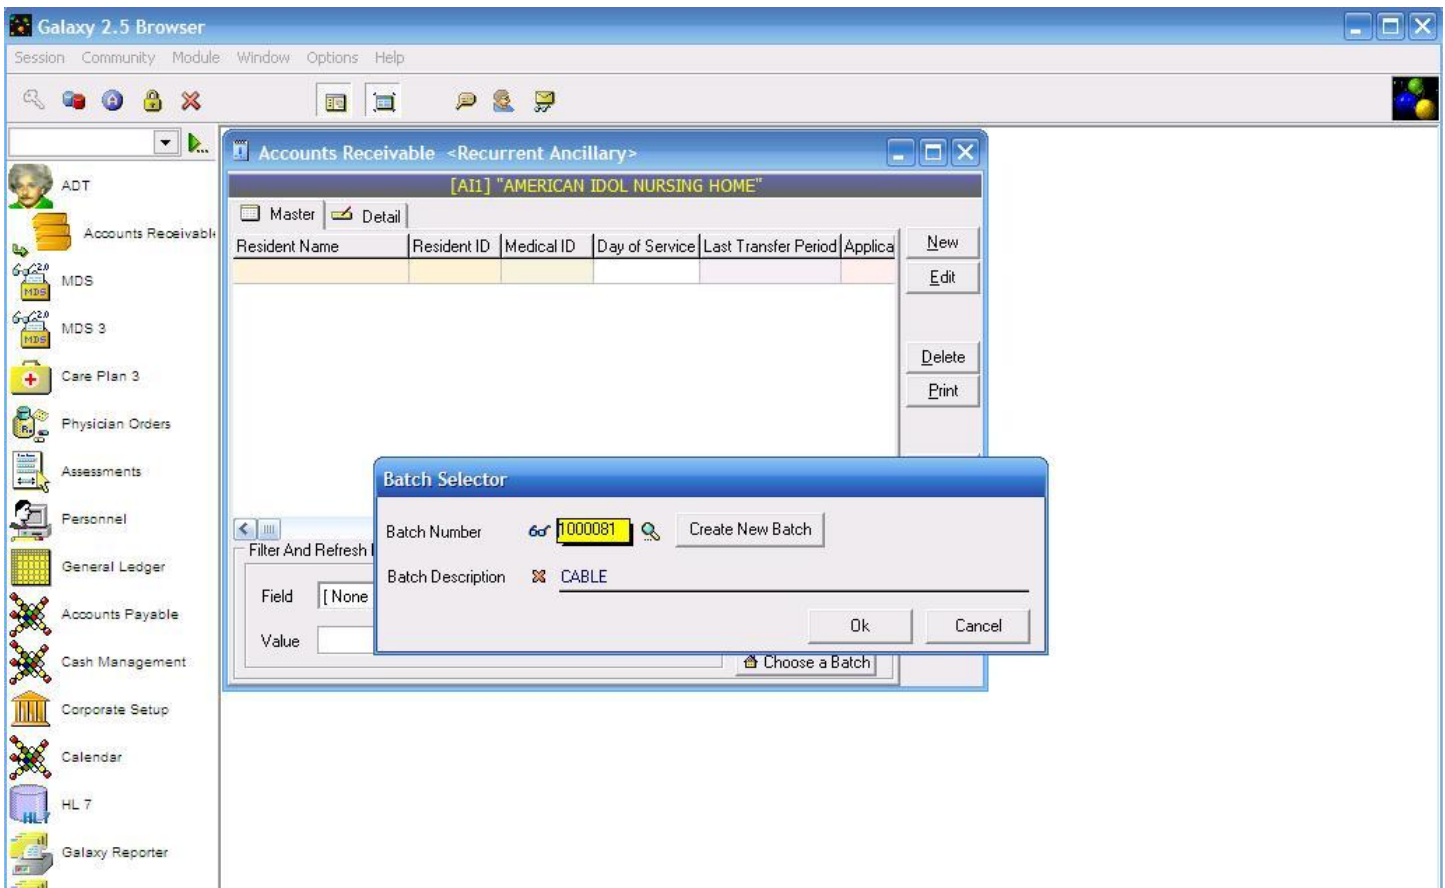 Galaxy 2.5 Browser
Session Community Module Window Options Help
Accounts Receivable <Recurrent Ancillary>
[AI1] "AMERICAN IDOL NURSING HOME"
Master Detail
Resident Name Resident ID Medical ID Day of Service Last Transfer Period Applica
New
Edit
Delete
Print
ADT
Accounts Receivabl
MDS
MDS 3
Care Plan 3
Physician Orders
Assessments
Personnel
General Ledger
Accounts Payable
Cash Management
Corporate Setup
Calendar
HL 7
Galaxy Reporter
Batch Selector
Batch Number 1000081 Create New Batch
Batch Description CABLE
Ok Cancel
Filter And Refresh
Field [ None
Value
Choose a Batch